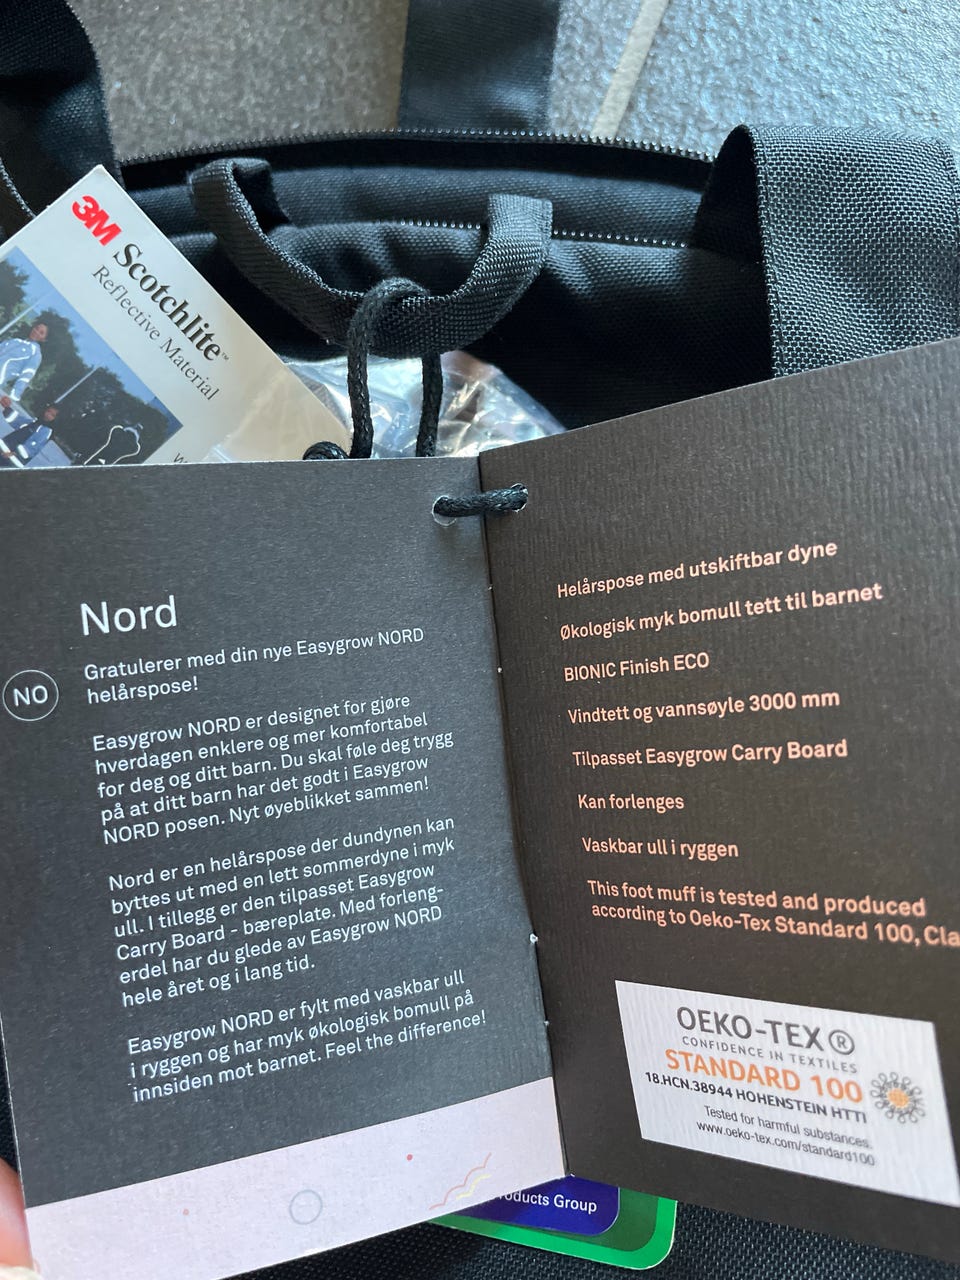 3M Scotchlite™
Reflective Material
Nord
NO
Gratulerer med din nye Easygrow NORD
helårspose!
Easygrow NORD er designet for gjøre
hverdagen enklere og mer komfortabel
for deg og ditt barn. Du skal føle deg trygg
på at ditt barn har det godt i Easygrow
NORD posen. Nyt øyeblikket sammen!
Nord er en helårspose der dundynen kan
byttes ut med en lett sommerdyne i myk
ull. I tillegg er den tilpasset Easygrow
Carry Board - bæreplate. Med forleng-
erdel har du glede av Easygrow NORD
hele året og i lang tid.
Easygrow NORD er fylt med vaskbar ull
i ryggen og har myk økologisk bomull på
innsiden mot barnet. Feel the difference!
Helårspose med utskiftbar dyne
Økologisk myk bomull tett til barnet
BIONIC Finish ECO
Vindtett og vannsøyle 3000 mm
Tilpasset Easygrow Carry Board
Kan forlenges
Vaskbar ull i ryggen
This foot muff is tested and produced
according to Oeko-Tex Standard 100,
OEKO-TEX®
CONFIDENCE IN TEXTILES
STANDARD 100
18.HCN.38944 HOHENSTEIN HTTI
Tested for harmful substances.
www.oeko-tex.com/standard100
Group